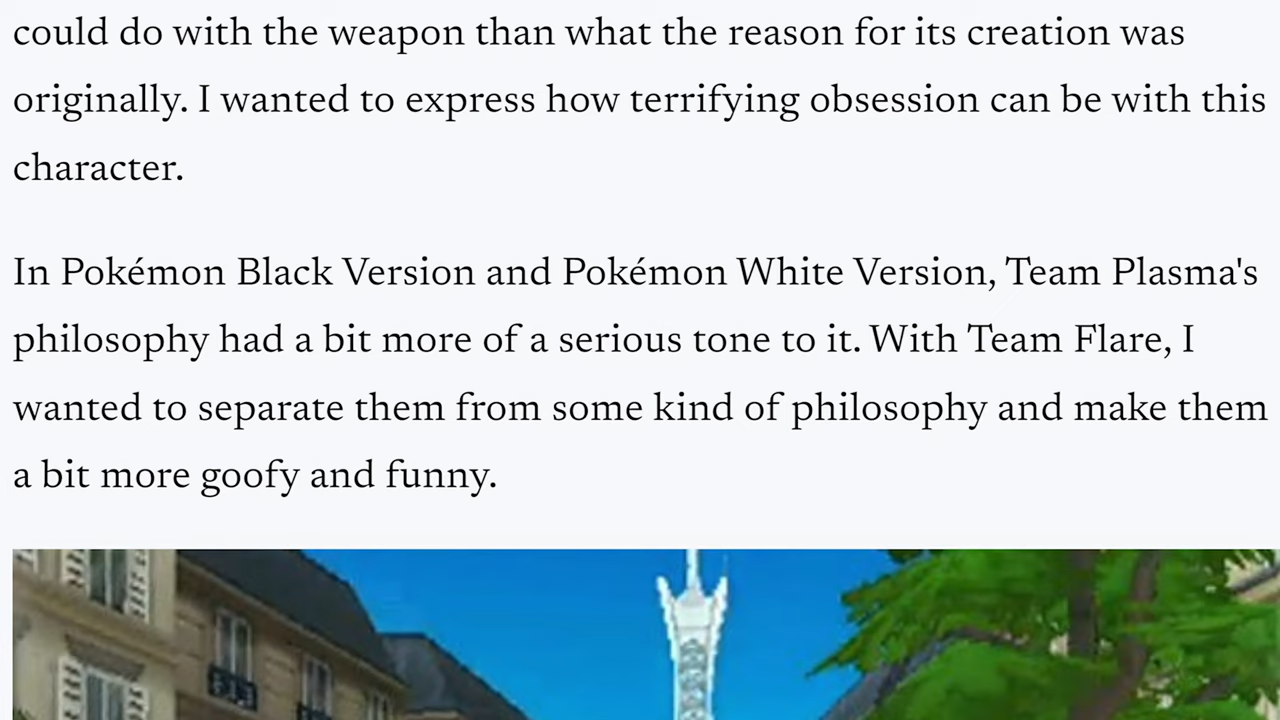 could do with the weapon than what the reason for its creation was
originally. I wanted to express how terrifying obsession can be with this
character.
In Pokémon Black Version and Pokémon White Version, Team Plasma's
philosophy had a bit more of a serious tone to it. With Team Flare, I
wanted to separate them from some kind of philosophy and make them
a bit more goofy and funny.